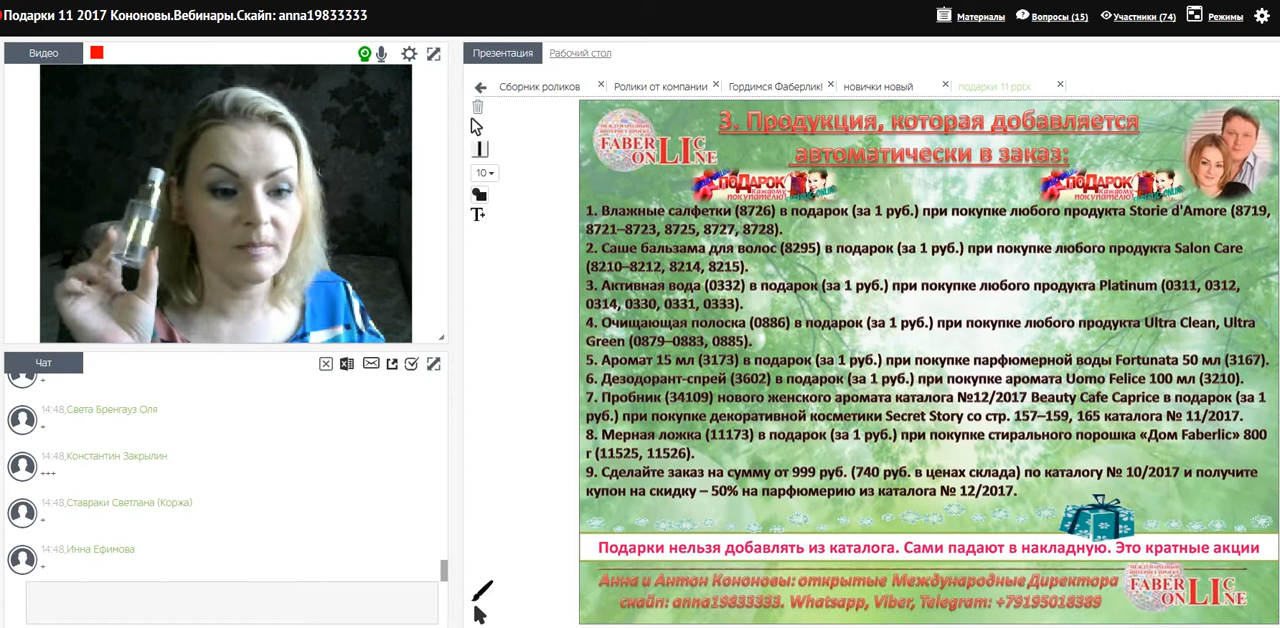 Подарки 11 2017 Кононовы.Вебинары.Скайп: anna19833333
Материалы
Вопросы (15)
Участники (74)
Режимы
Видео
Презентация
Рабочий стол
Сборник роликов
Ролики от компании
Гордимся Фаберлик!
новички новый
подарки 11.pptx
10
T
FABERLIC
ONLINE
3. Продукция, которая добавляется
автоматически в заказ:
ПОДАРОК
каждому
покупателю
ПОДАРОК
каждому
покупателю
1. Влажные салфетки (8726) в подарок (за 1 руб.) при покупке любого продукта Storie d'Amore (8719,
8721–8723, 8725, 8727, 8728).
2. Саше бальзама для волос (8295) в подарок (за 1 руб.) при покупке любого продукта Salon Care
(8210–8212, 8214, 8215).
3. Активная вода (0332) в подарок (за 1 руб.) при покупке любого продукта Platinum (0311, 0312,
0314, 0330, 0331, 0333).
4. Очищающая полоска (0886) в подарок (за 1 руб.) при покупке любого продукта Ultra Clean, Ultra
Green (0879–0883, 0885).
5. Аромат 15 мл (3173) в подарок (за 1 руб.) при покупке парфюмерной воды Fortunata 50 мл (3167).
6. Дезодорант-спрей (3602) в подарок (за 1 руб.) при покупке аромата Uomo Felice 100 мл (3210).
7. Пробник (34109) нового женского аромата каталога №12/2017 Beauty Cafe Caprice в подарок (за 1
руб.) при покупке декоративной косметики Secret Story со стр. 157–159, 165 каталога № 11/2017.
8. Мерная ложка (11173) в подарок (за 1 руб.) при покупке стирального порошка «Дом Faberlic» 800
г (11525, 11526).
9. Сделайте заказ на сумму от 999 руб. (740 руб. в ценах склада) по каталогу № 10/2017 и получите
купон на скидку – 50% на парфюмерию из каталога № 12/2017.
Подарки нельзя добавлять из каталога. Сами падают в накладную. Это кратные акции
Анна и Антон Кононовы: открытые Международные Директора
скайп: anna19833333. Whatsapp, Viber, Telegram: +79195018389
FABERLIC
ONLINE
Чат
+
14:48,Света Бренгауз Оля
+
14:48,Константин Закрылин
+++
14:48,Ставраки Светлана (Коржа)
+
14:48,Инна Ефимова
+